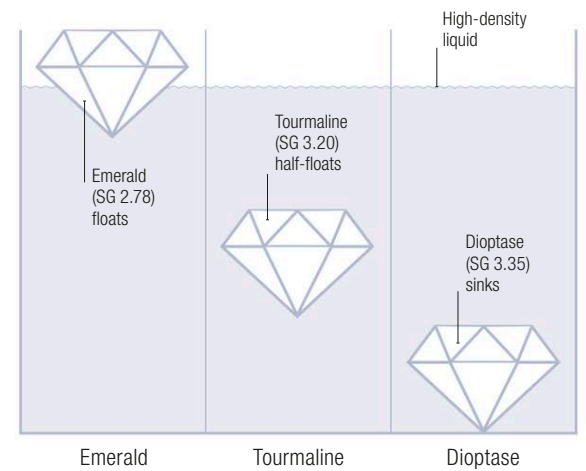 High-density
liquid
Tourmaline
(SG 3.20)
half-floats
Emerald
(SG 2.78)
floats
Dioptase
(SG 3.35)
sinks
Emerald
Tourmaline
Dioptase